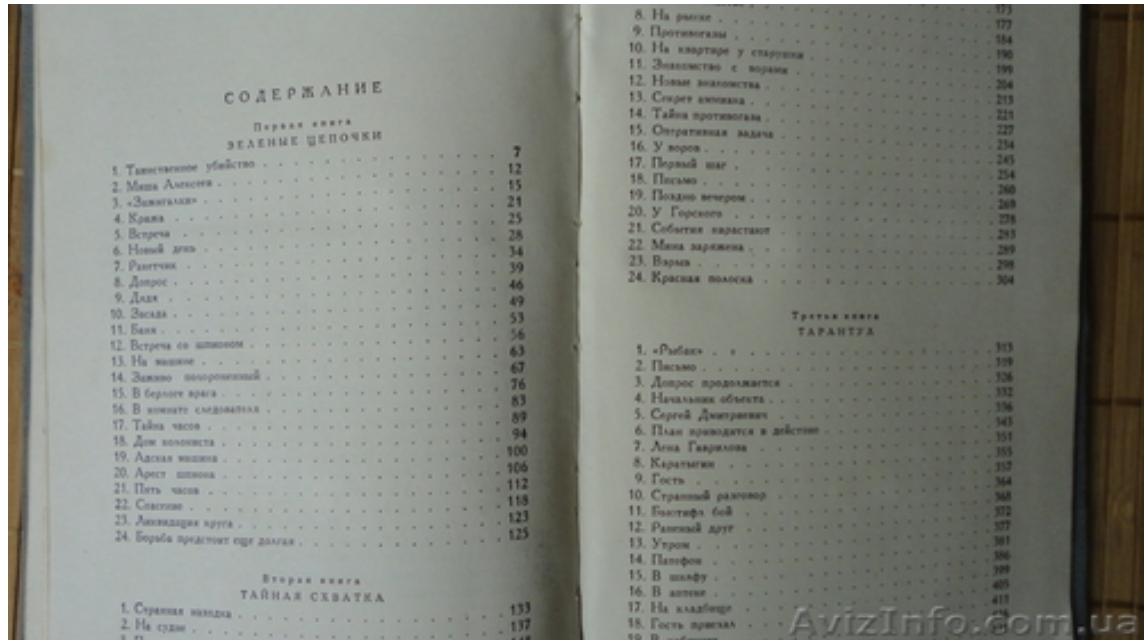 СОДЕРЖАНИЕ
Первая книга
ЗЕЛЕНЫЕ ЦЕПОЧКИ
1. Таинственное убийство 7
2. Миша Алексеев 12
3. «Зажигалки» 15
4. Кража 21
5. Встреча 25
6. Новый день 28
7. Ракетчик 34
8. Допрос 39
9. Дядя 46
10. Засада 49
11. Баня 53
12. Встреча со шпионом 56
13. На машине 63
14. Заживо похороненный 67
15. В берлоге врага 76
16. В комнате следователя 83
17. Тайна часов 89
18. Дом колониста 94
19. Адская машина 100
20. Арест шпиона 106
21. Пять часов 112
22. Спасение 118
23. Ликвидация круга 123
24. Борьба предстоит еще долгая 125
Вторая книга
ТАЙНАЯ СХВАТКА
1. Странная находка 133
2. На судне 137
173
8. На рынке 177
9. Противогазы 184
10. На квартире у старушки 190
11. Знакомство с ворами 199
12. Новые знакомства 204
13. Секрет аммиака 213
14. Тайна противогаза 221
15. Оперативная задача 227
16. У воров 234
17. Первый шаг 245
18. Письмо 254
19. Поздно вечером 260
20. У Горского 269
21. События нарастают 278
22. Мина заряжена 283
23. Взрыв 289
24. Красная полоска 298
304
Третья книга
ТАРАНТУЛ
1. «Рыбак» 313
2. Письмо 319
3. Допрос продолжается 326
4. Начальник объекта 332
5. Сергей Дмитриевич 336
6. План приводится в действие 343
7. Лена Гаврилова 351
8. Каратыгин 355
9. Гость 357
10. Странный разговор 364
11. Бьютифл бой 368
12. Раненый друг 372
13. Утром 377
14. Патефон 381
15. В шкафу 386
16. В аптеке 399
17. На кладбище 405
18. Гость приехал 411
AvizInfo.com.ua